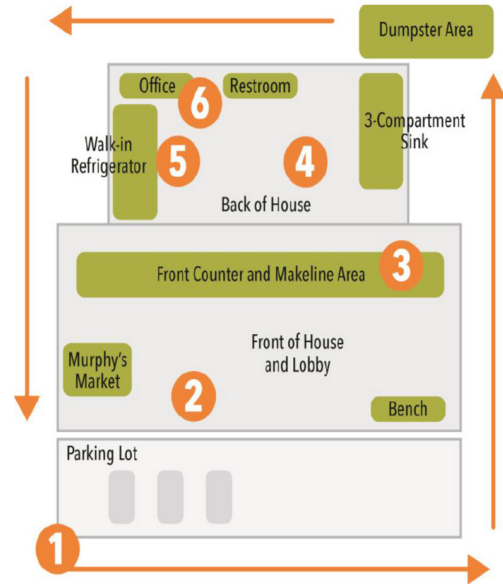 Dumpster Area
Office
6
Restroom
3-Compartment
Sink
Walk-in
Refrigerator
5
4
Back of House
3
Front Counter and Makeline Area
Front of House
and Lobby
Murphy's
Market
2
Bench
Parking Lot
1